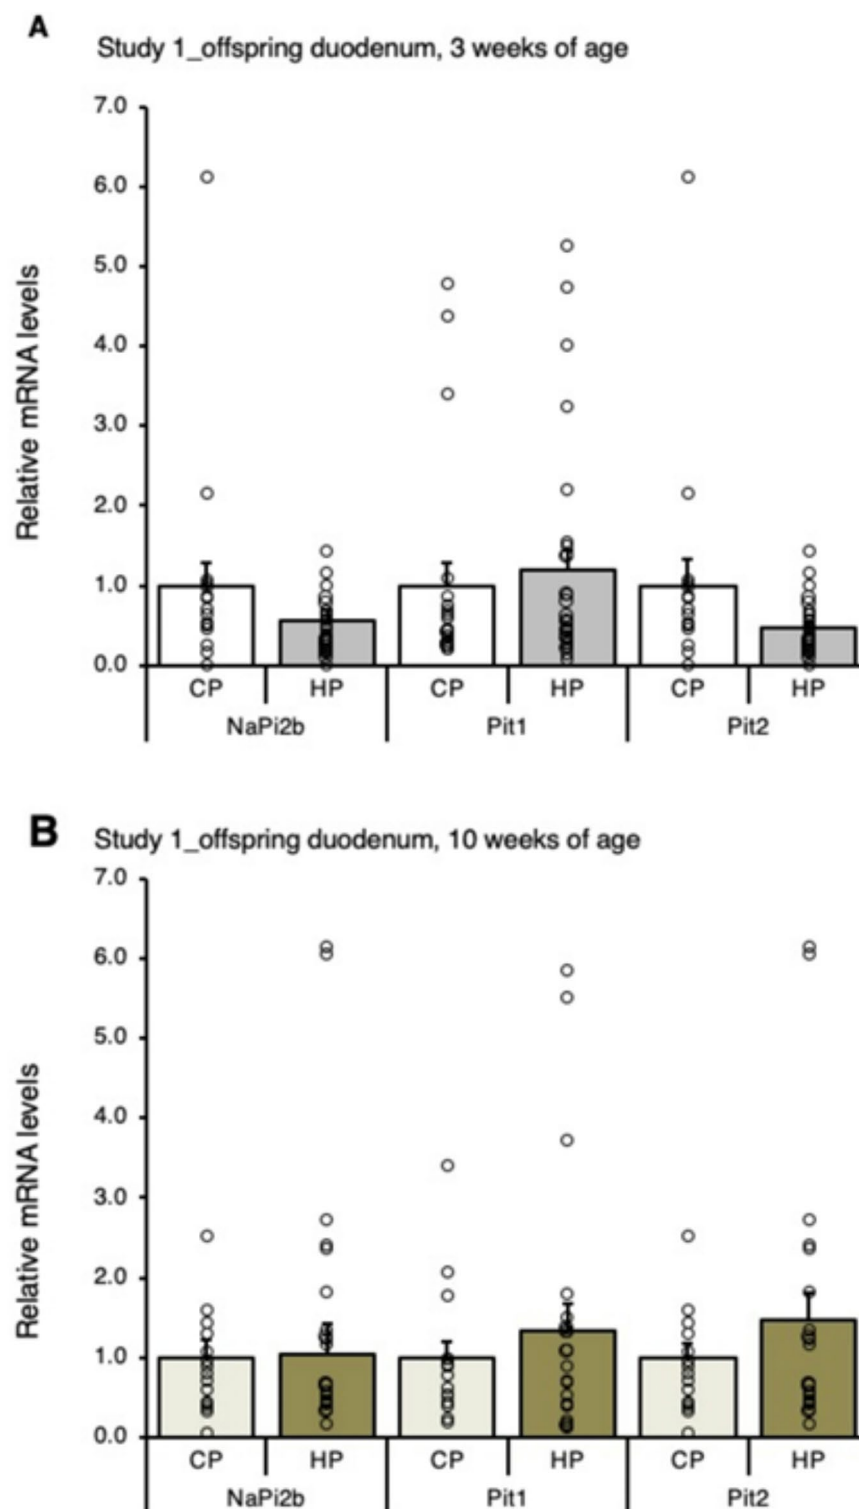 A
Study 1_offspring duodenum, 3 weeks of age
Relative mRNA levels
7.0
6.0
5.0
4.0
3.0
2.0
1.0
0.0
CP HP CP HP CP HP
NaPi2b Pit1 Pit2
B
Study 1_offspring duodenum, 10 weeks of age
Relative mRNA levels
7.0
6.0
5.0
4.0
3.0
2.0
1.0
0.0
CP HP CP HP CP HP
NaPi2b Pit1 Pit2